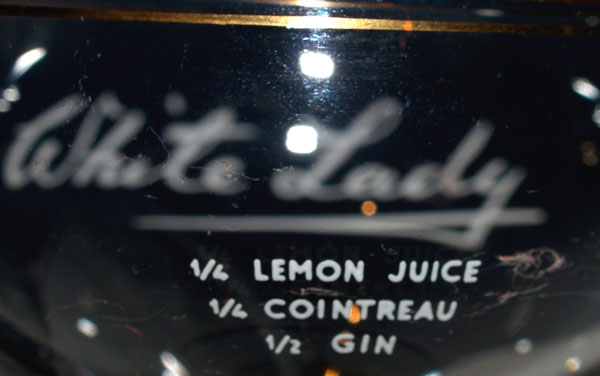 White Lady
1/4 LEMON JUICE
1/4 COINTREAU
1/2 GIN